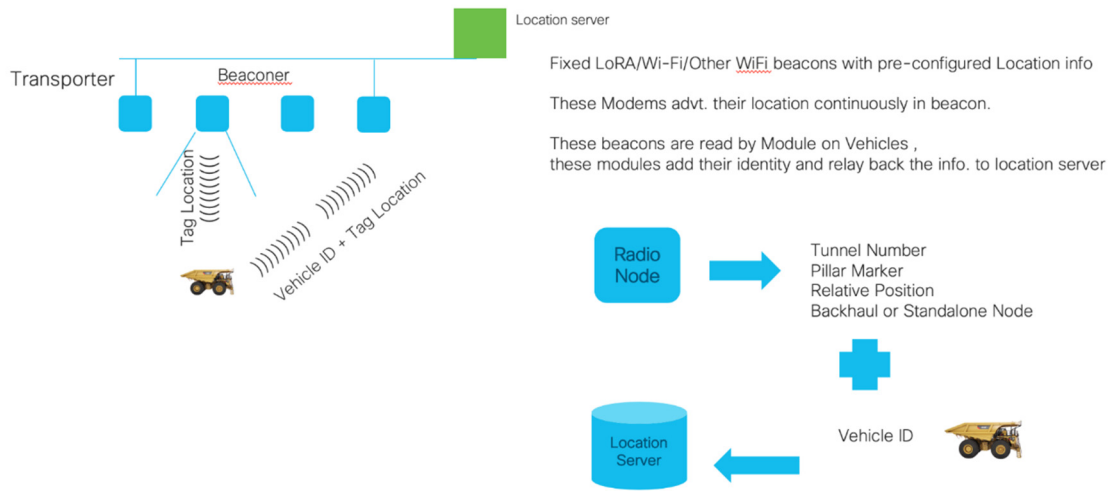 Location server
Transporter
Beaconer
Tag Location
Vehicle ID + Tag Location
Fixed LoRA/Wi-Fi/Other WiFi beacons with pre-configured Location info
These Modems advt. their location continuously in beacon.
These beacons are read by Module on Vehicles ,
these modules add their identity and relay back the info. to location server
Radio
Node
Tunnel Number
Pillar Marker
Relative Position
Backhaul or Standalone Node
Vehicle ID
Location
Server